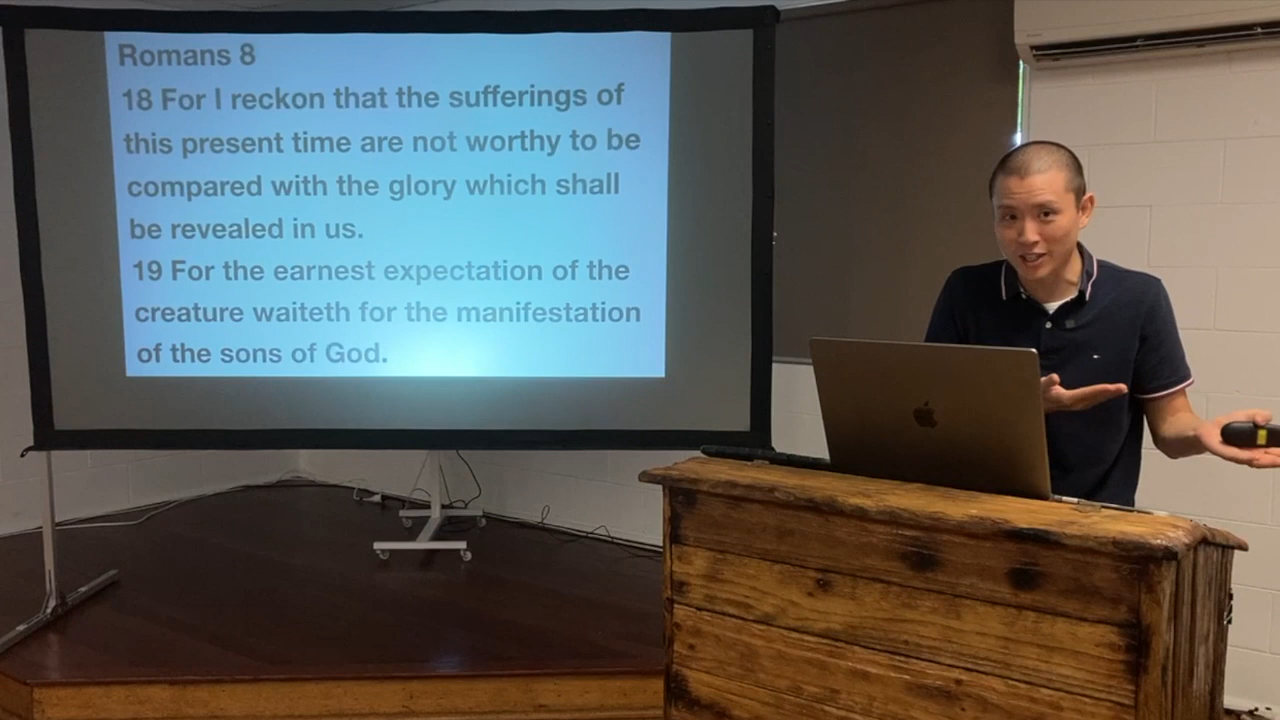 Romans 8
18 For I reckon that the sufferings of
this present time are not worthy to be
compared with the glory which shall
be revealed in us.
19 For the earnest expectation of the
creature waiteth for the manifestation
of the sons of God.